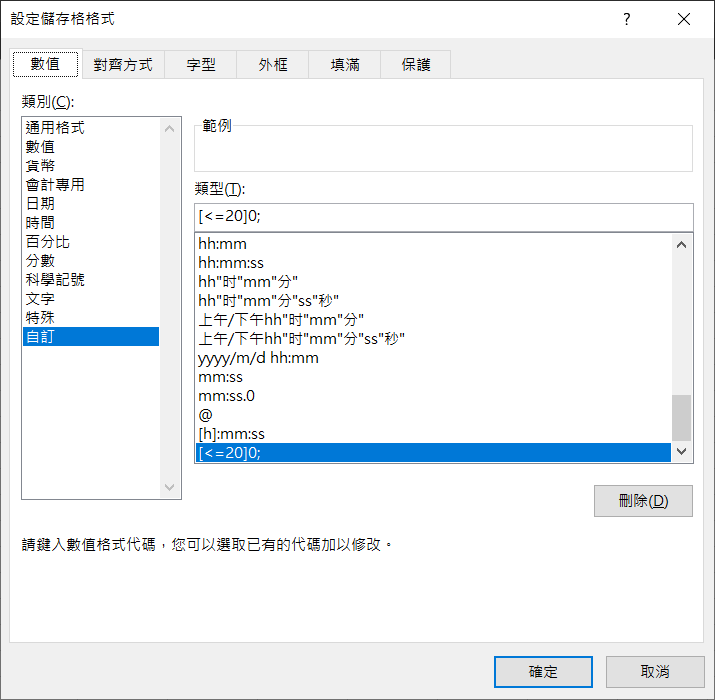 設定儲存格格式
?
數值
對齊方式
字型
外框
填滿
保護
類別(C):
通用格式
數值
貨幣
會計專用
日期
時間
百分比
分數
科學記號
文字
特殊
自訂
範例
類型(T):
[<=20]0;
hh:mm
hh:mm:ss
hh"时"mm"分"
hh"时"mm"分"ss"秒"
上午/下午hh"时"mm"分"
上午/下午hh"时"mm"分"ss"秒"
yyyy/m/d hh:mm
mm:ss
mm:ss.0
@
[h]:mm:ss
[<=20]0;
刪除(D)
請鍵入數值格式代碼，您可以選取已有的代碼加以修改。
確定
取消